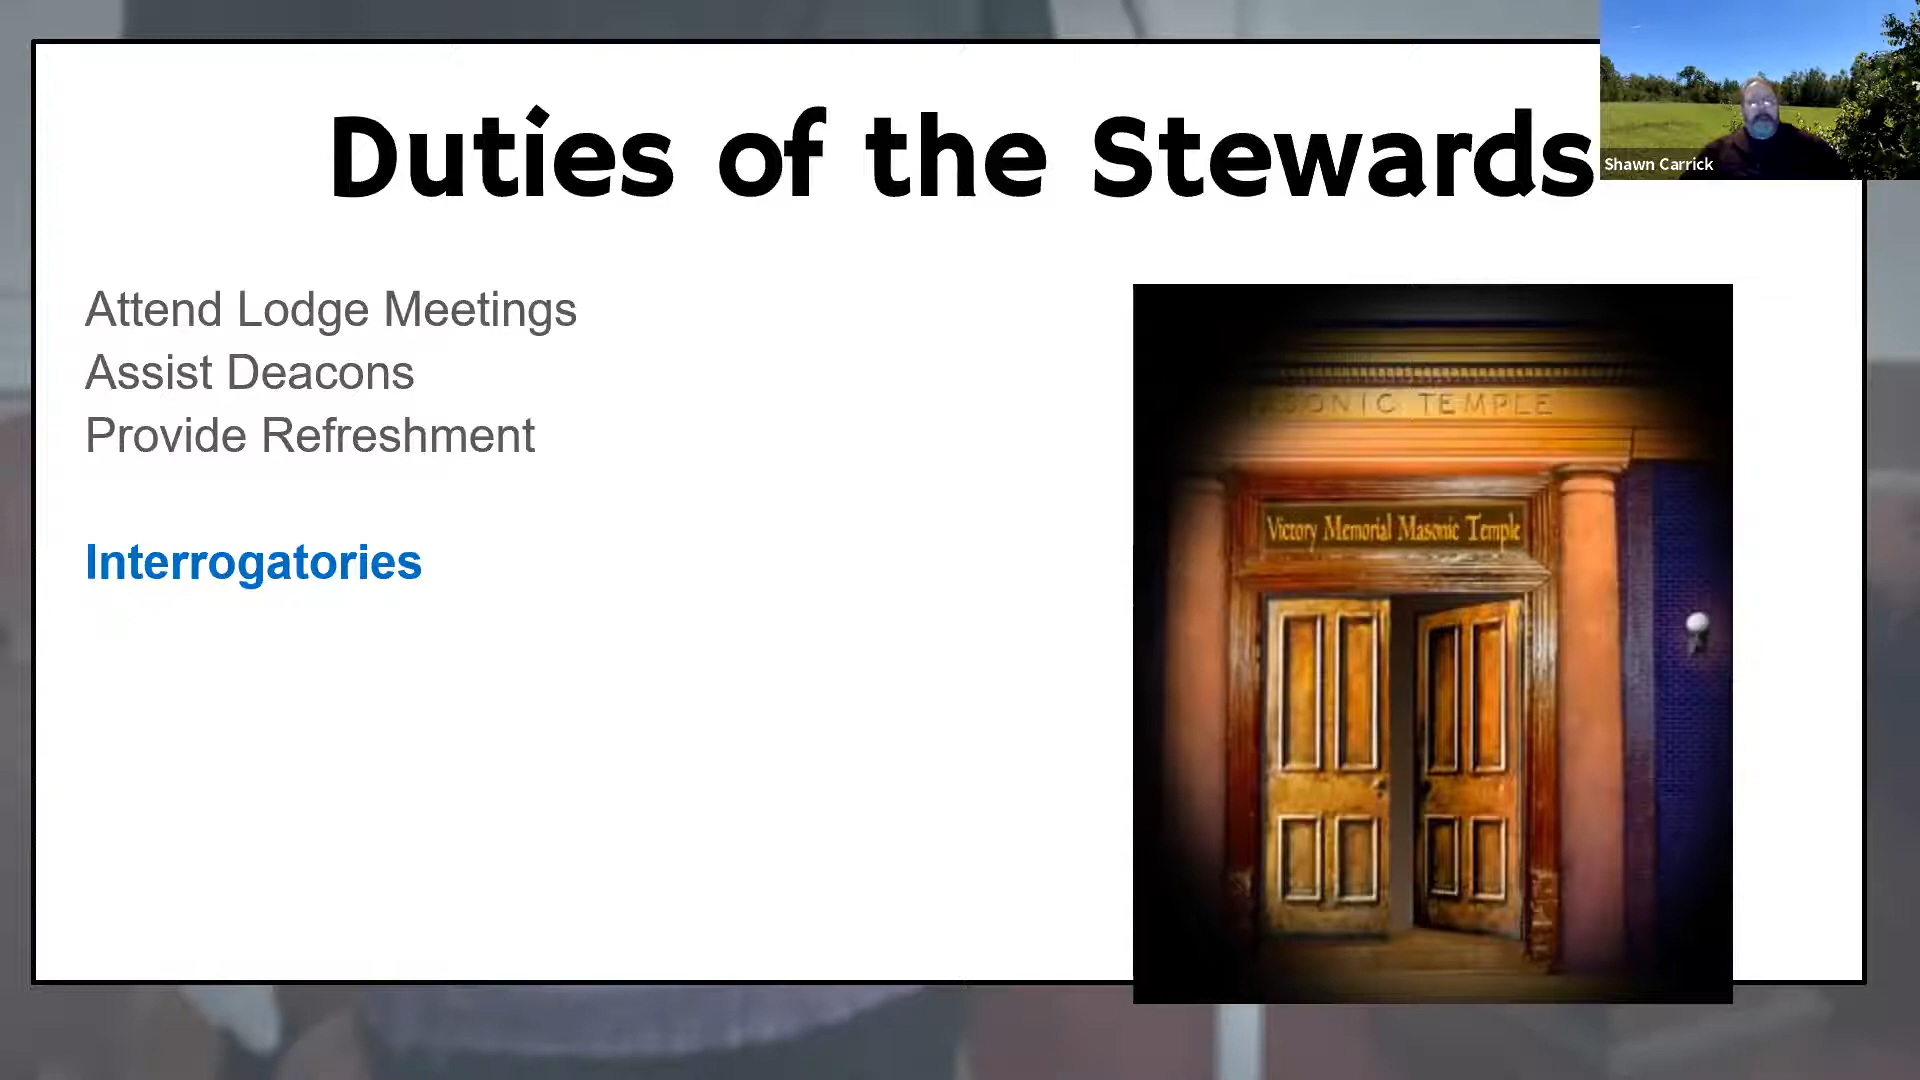 Duties of the Stewards
Shawn Carrick
Attend Lodge Meetings
Assist Deacons
Provide Refreshment
Interrogatories
SONIC TEMPLE
Victory Memorial Masonic Temple